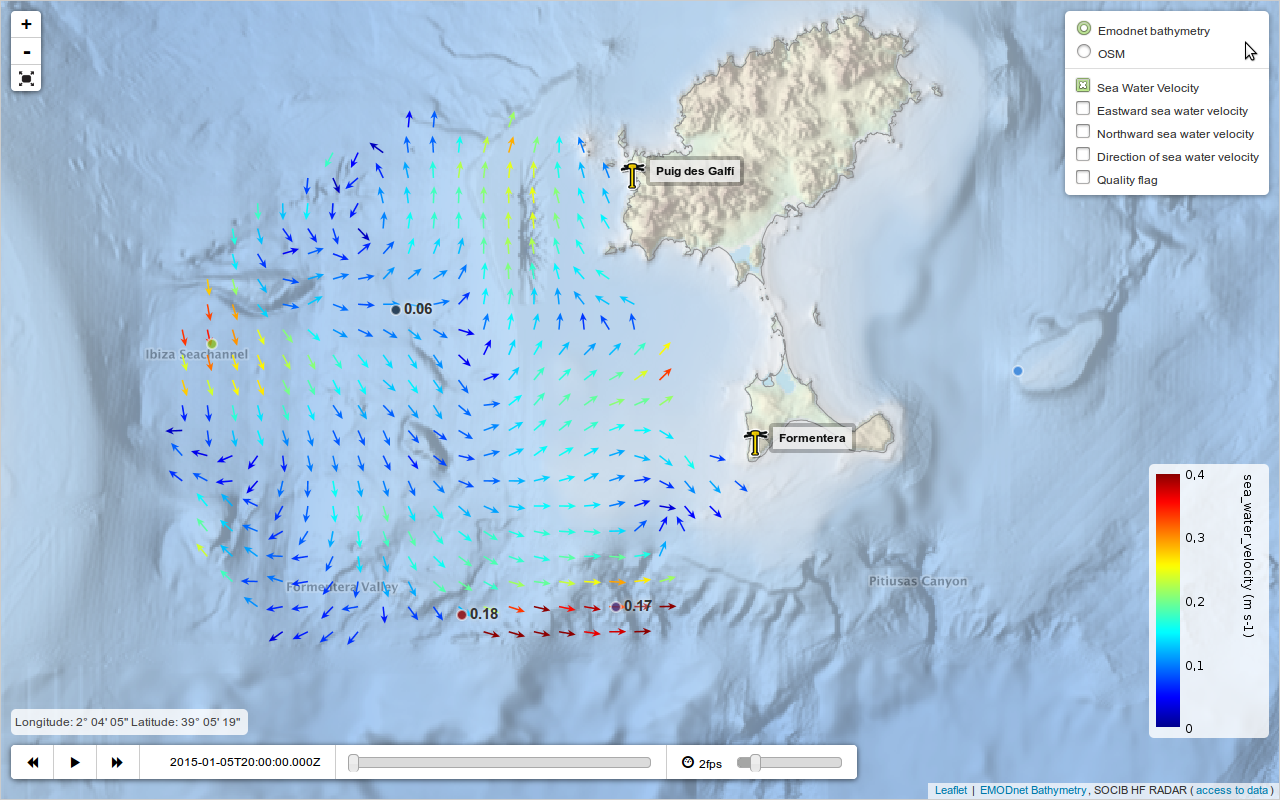 +
-
Emodnet bathymetry
OSM
Sea Water Velocity
Eastward sea water velocity
Northward sea water velocity
Direction of sea water velocity
Quality flag
Puig des Galfí
0.06
Ibiza Seachannel
Formentera
0,4
0,3
0,2
0,1
0
sea_water_velocity (m s-1)
Formentera Valley
Pitiusas Canyon
0.18
0.17
Longitude: 2° 04' 05" Latitude: 39° 05' 19"
2015-01-05T20:00:00.000Z
2fps
Leaflet | EMODnet Bathymetry, SOCIB HF RADAR ( access to data )